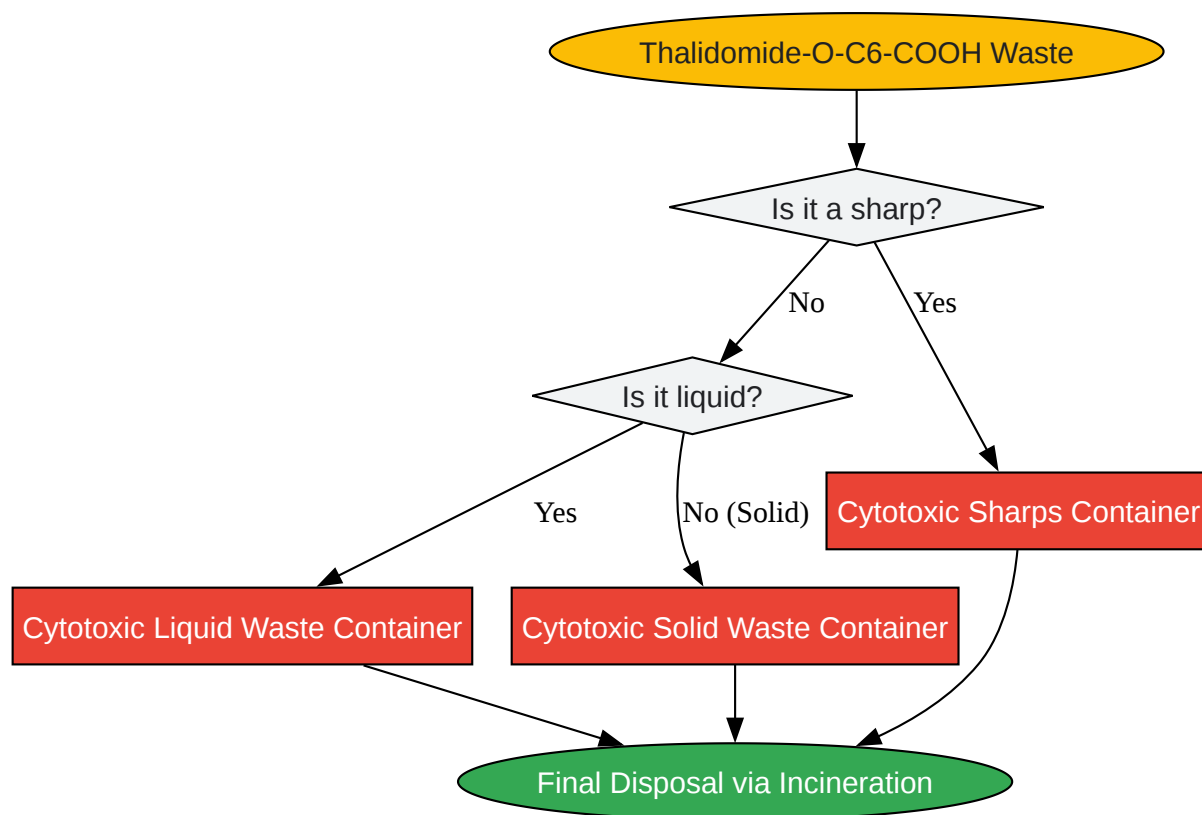 Thalidomide-O-C6-COOH Waste
Is it a sharp?
No
Yes
Is it liquid?
Yes
No (Solid)
Cytotoxic Sharps Container
Cytotoxic Liquid Waste Container
Cytotoxic Solid Waste Container
Final Disposal via Incineration